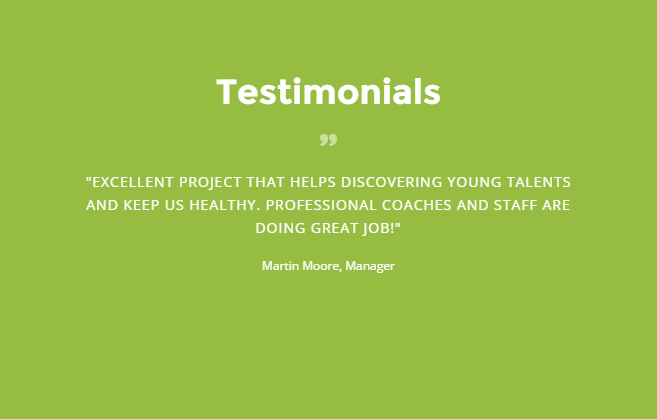 Testimonials
”
"EXCELLENT PROJECT THAT HELPS DISCOVERING YOUNG TALENTS
AND KEEP US HEALTHY. PROFESSIONAL COACHES AND STAFF ARE
DOING GREAT JOB!"
Martin Moore, Manager